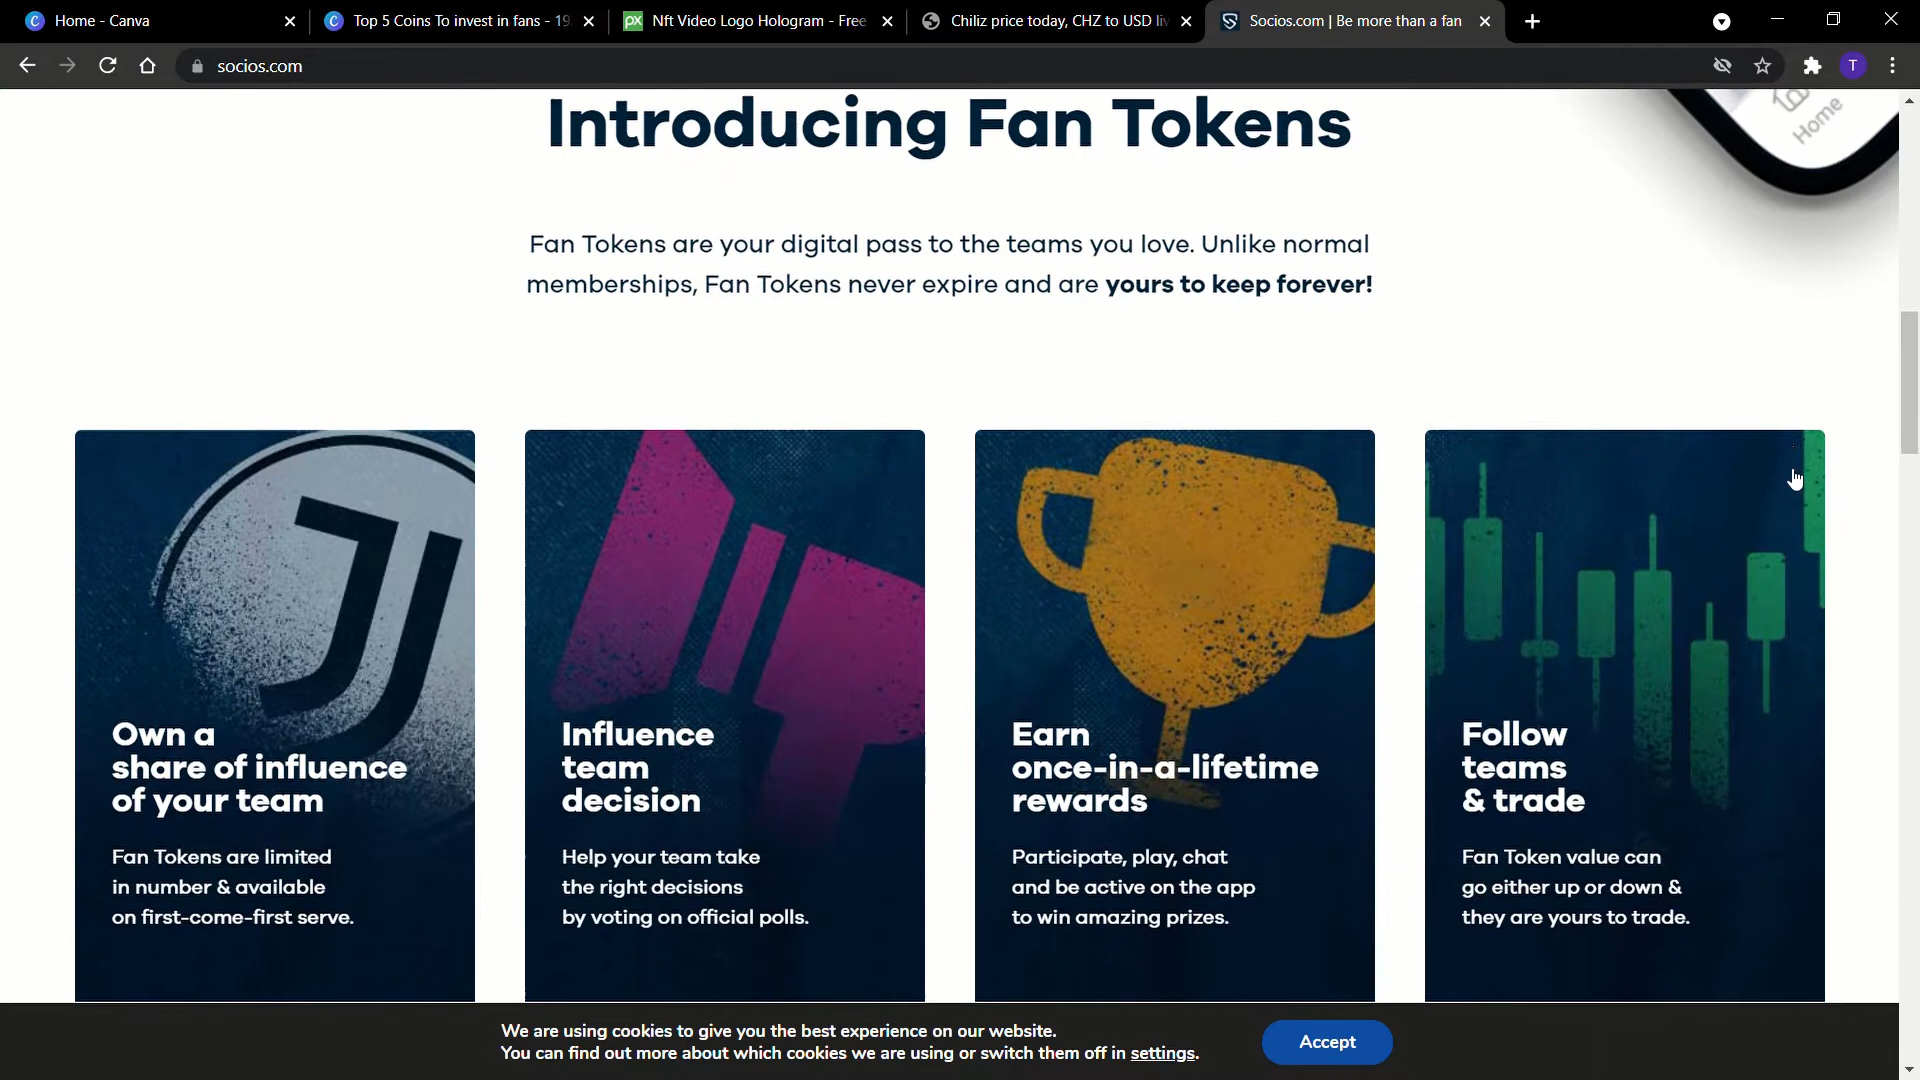 Home - Canva
Top 5 Coins To invest in fans - 19
Nft Video Logo Hologram - Free
Chiliz price today, CHZ to USD liv
Socios.com | Be more than a fan
socios.com
T
Home
Introducing Fan Tokens
Fan Tokens are your digital pass to the teams you love. Unlike normal
memberships, Fan Tokens never expire and are yours to keep forever!
Own a
share of influence
of your team
Fan Tokens are limited
in number & available
on first-come-first serve.
Influence
team
decision
Help your team take
the right decisions
by voting on official polls.
Earn
once-in-a-lifetime
rewards
Participate, play, chat
and be active on the app
to win amazing prizes.
Follow
teams
& trade
Fan Token value can
go either up or down &
they are yours to trade.
We are using cookies to give you the best experience on our website.
You can find out more about which cookies we are using or switch them off in settings.
Accept